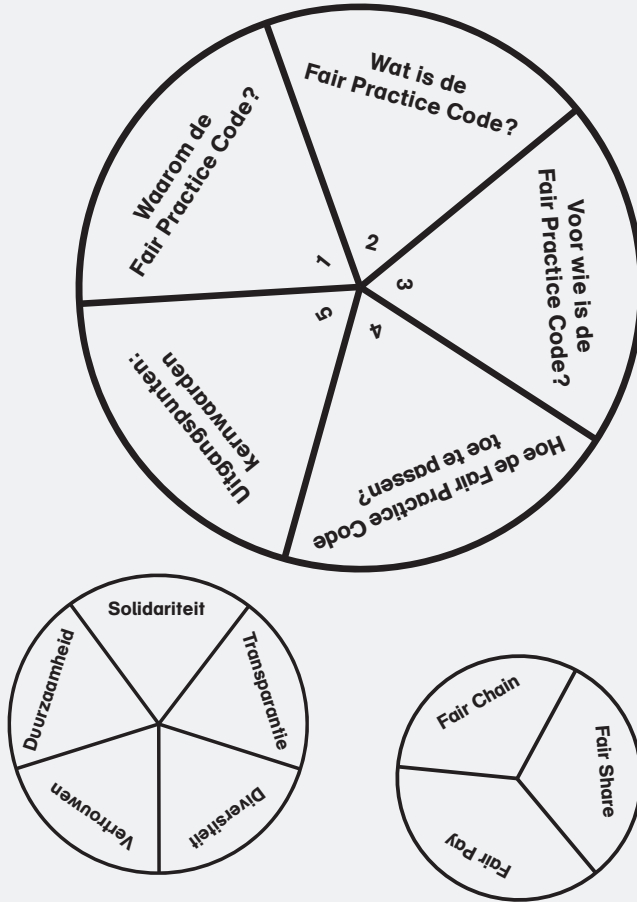 Waarom de
Fair Practice Code?
1
Wat is de
Fair Practice Code?
2
Voor wie is de
Fair Practice Code?
3
Hoe de Fair Practice Code
toe te passen?
4
Uitgangspunten:
kernwaarden
5
Solidariteit
Transparantie
Diversiteit
Vertrouwen
Duurzaamheid
Fair Chain
Fair Share
Fair Pay